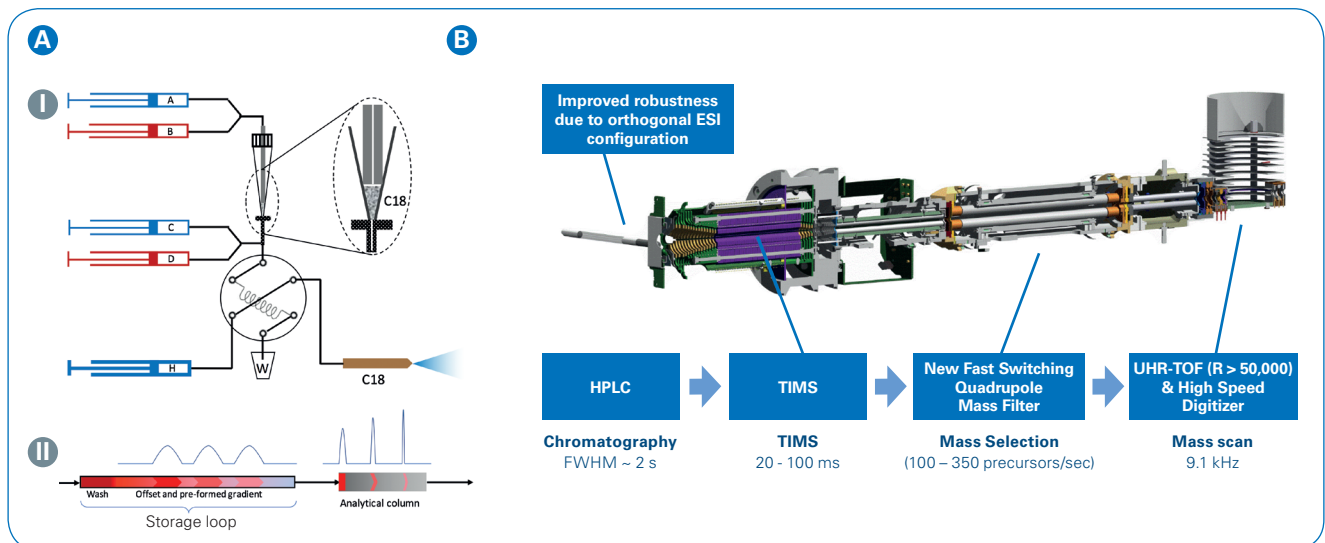 A
B
I
A
B
C18
C
D
H
W
C18
II
Wash
Offset and pre-formed gradient
Analytical column
Storage loop
Improved robustness
due to orthogonal ESI
configuration
HPLC
TIMS
New Fast Switching
Quadrupole
Mass Filter
UHR-TOF (R > 50,000)
& High Speed
Digitizer
Chromatography
FWHM ~ 2 s
TIMS
20 - 100 ms
Mass Selection
(100 – 350 precursors/sec)
Mass scan
9.1 kHz